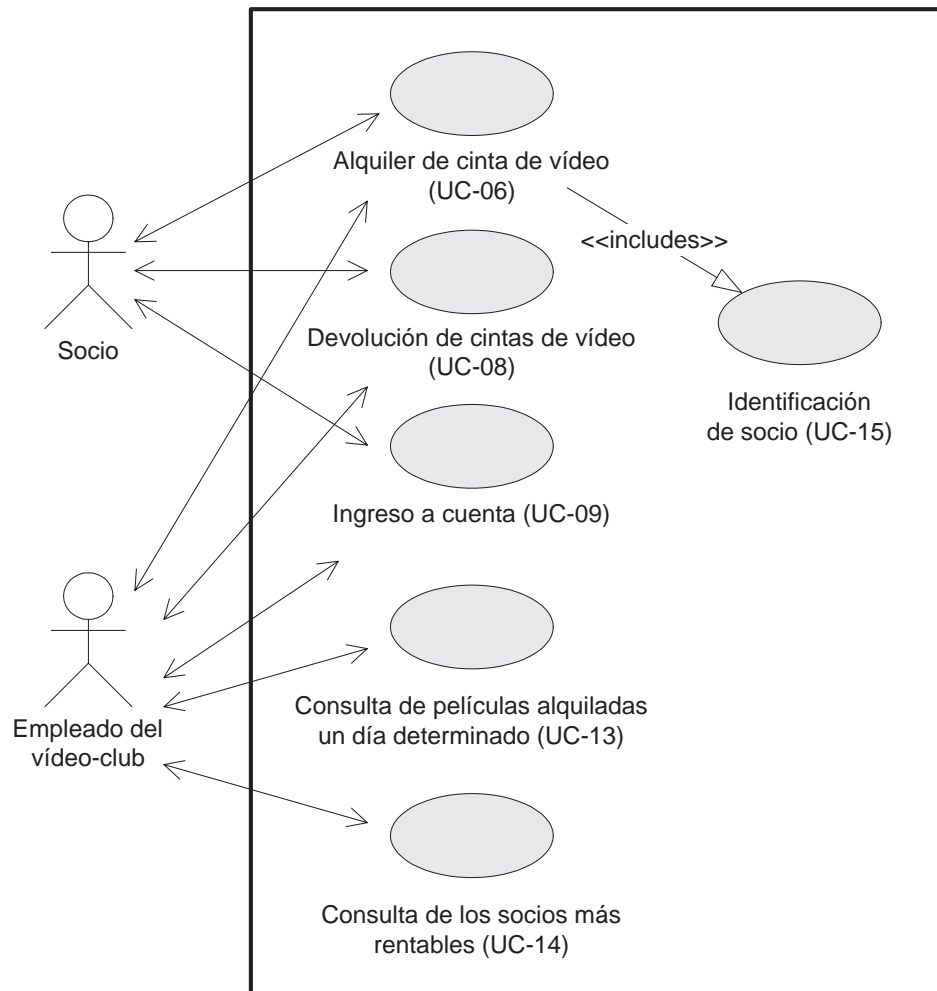 Alquiler de cinta de vídeo
(UC-06)
<<includes>>
Socio
Devolución de cintas de vídeo
(UC-08)
Identificación
de socio (UC-15)
Ingreso a cuenta (UC-09)
Empleado del
vídeo-club
Consulta de películas alquiladas
un día determinado (UC-13)
Consulta de los socios más
rentables (UC-14)